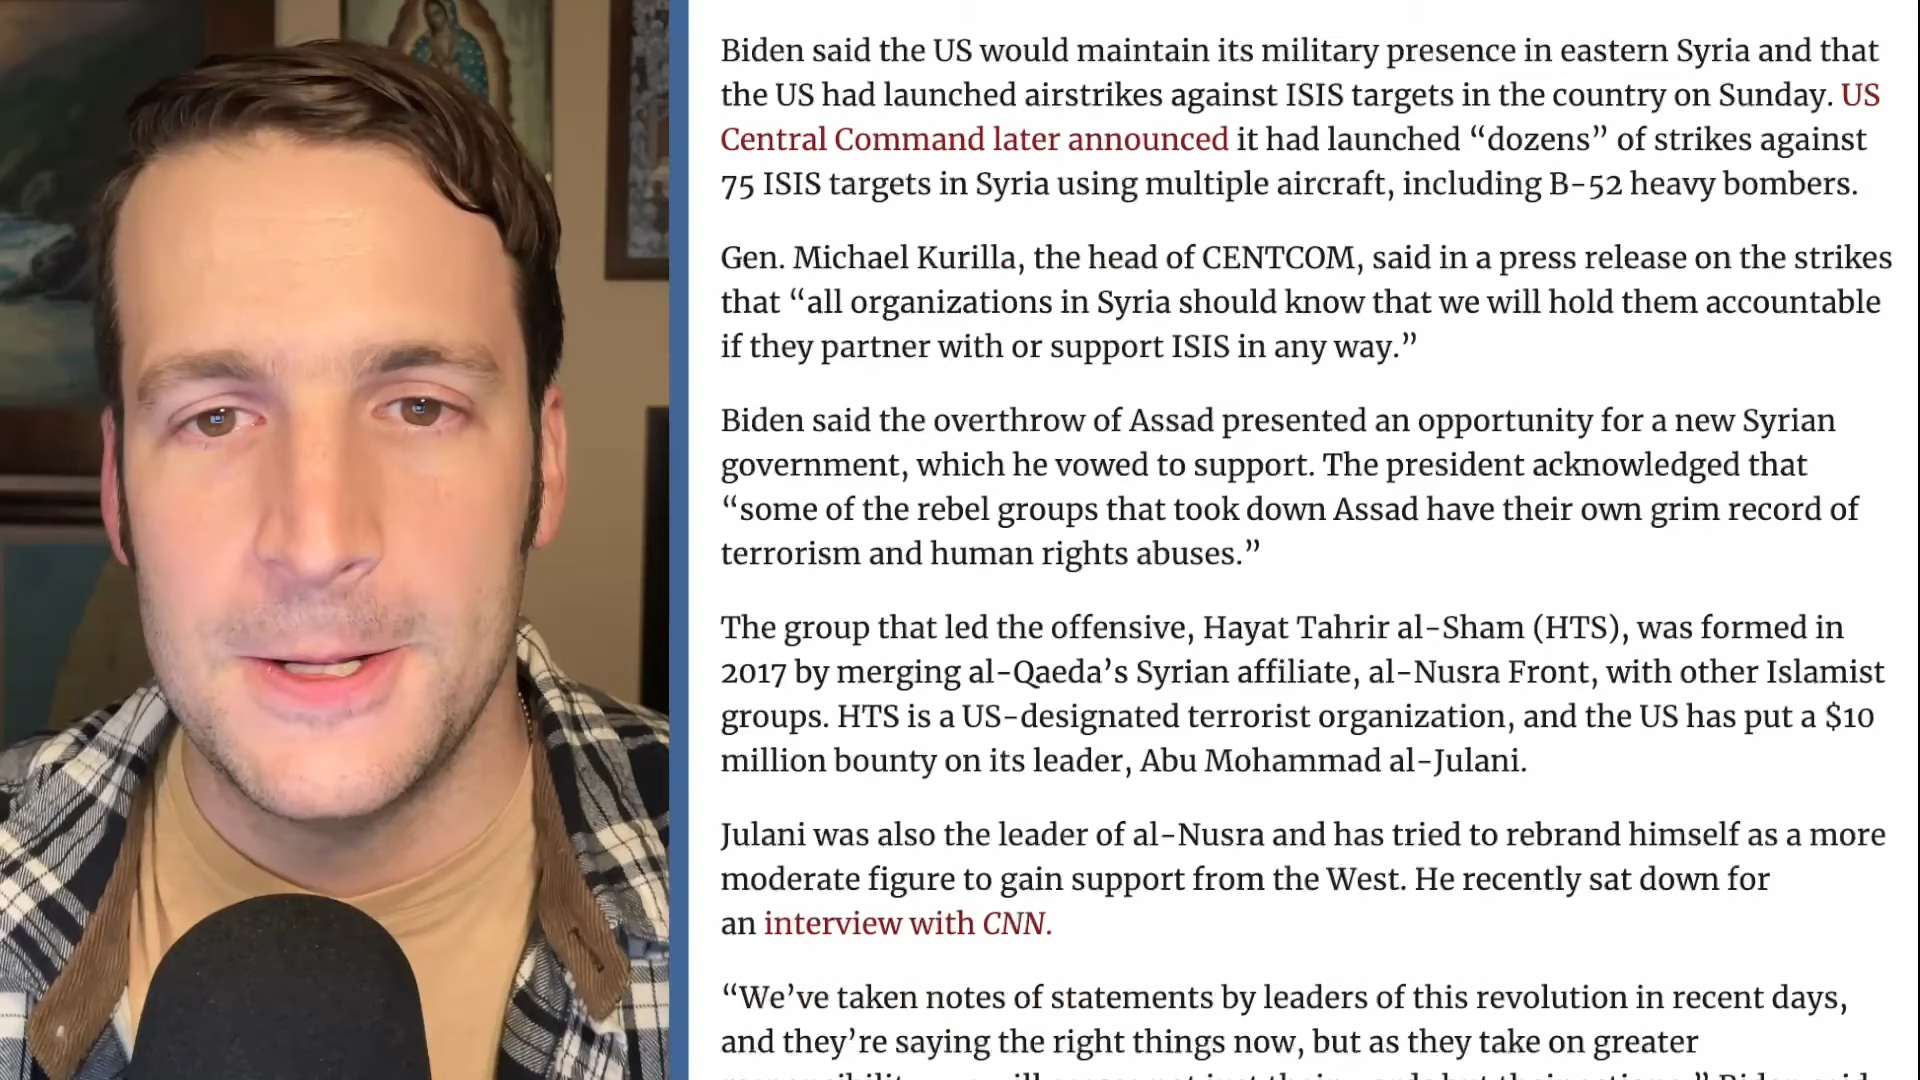 Biden said the US would maintain its military presence in eastern Syria and that
the US had launched airstrikes against ISIS targets in the country on Sunday. US
Central Command later announced it had launched “dozens” of strikes against
75 ISIS targets in Syria using multiple aircraft, including B-52 heavy bombers.
Gen. Michael Kurilla, the head of CENTCOM, said in a press release on the strikes
that “all organizations in Syria should know that we will hold them accountable
if they partner with or support ISIS in any way.”
Biden said the overthrow of Assad presented an opportunity for a new Syrian
government, which he vowed to support. The president acknowledged that
“some of the rebel groups that took down Assad have their own grim record of
terrorism and human rights abuses.”
The group that led the offensive, Hayat Tahrir al-Sham (HTS), was formed in
2017 by merging al-Qaeda’s Syrian affiliate, al-Nusra Front, with other Islamist
groups. HTS is a US-designated terrorist organization, and the US has put a $10
million bounty on its leader, Abu Mohammad al-Julani.
Julani was also the leader of al-Nusra and has tried to rebrand himself as a more
moderate figure to gain support from the West. He recently sat down for
an interview with CNN.
“We’ve taken notes of statements by leaders of this revolution in recent days,
and they’re saying the right things now, but as they take on greater